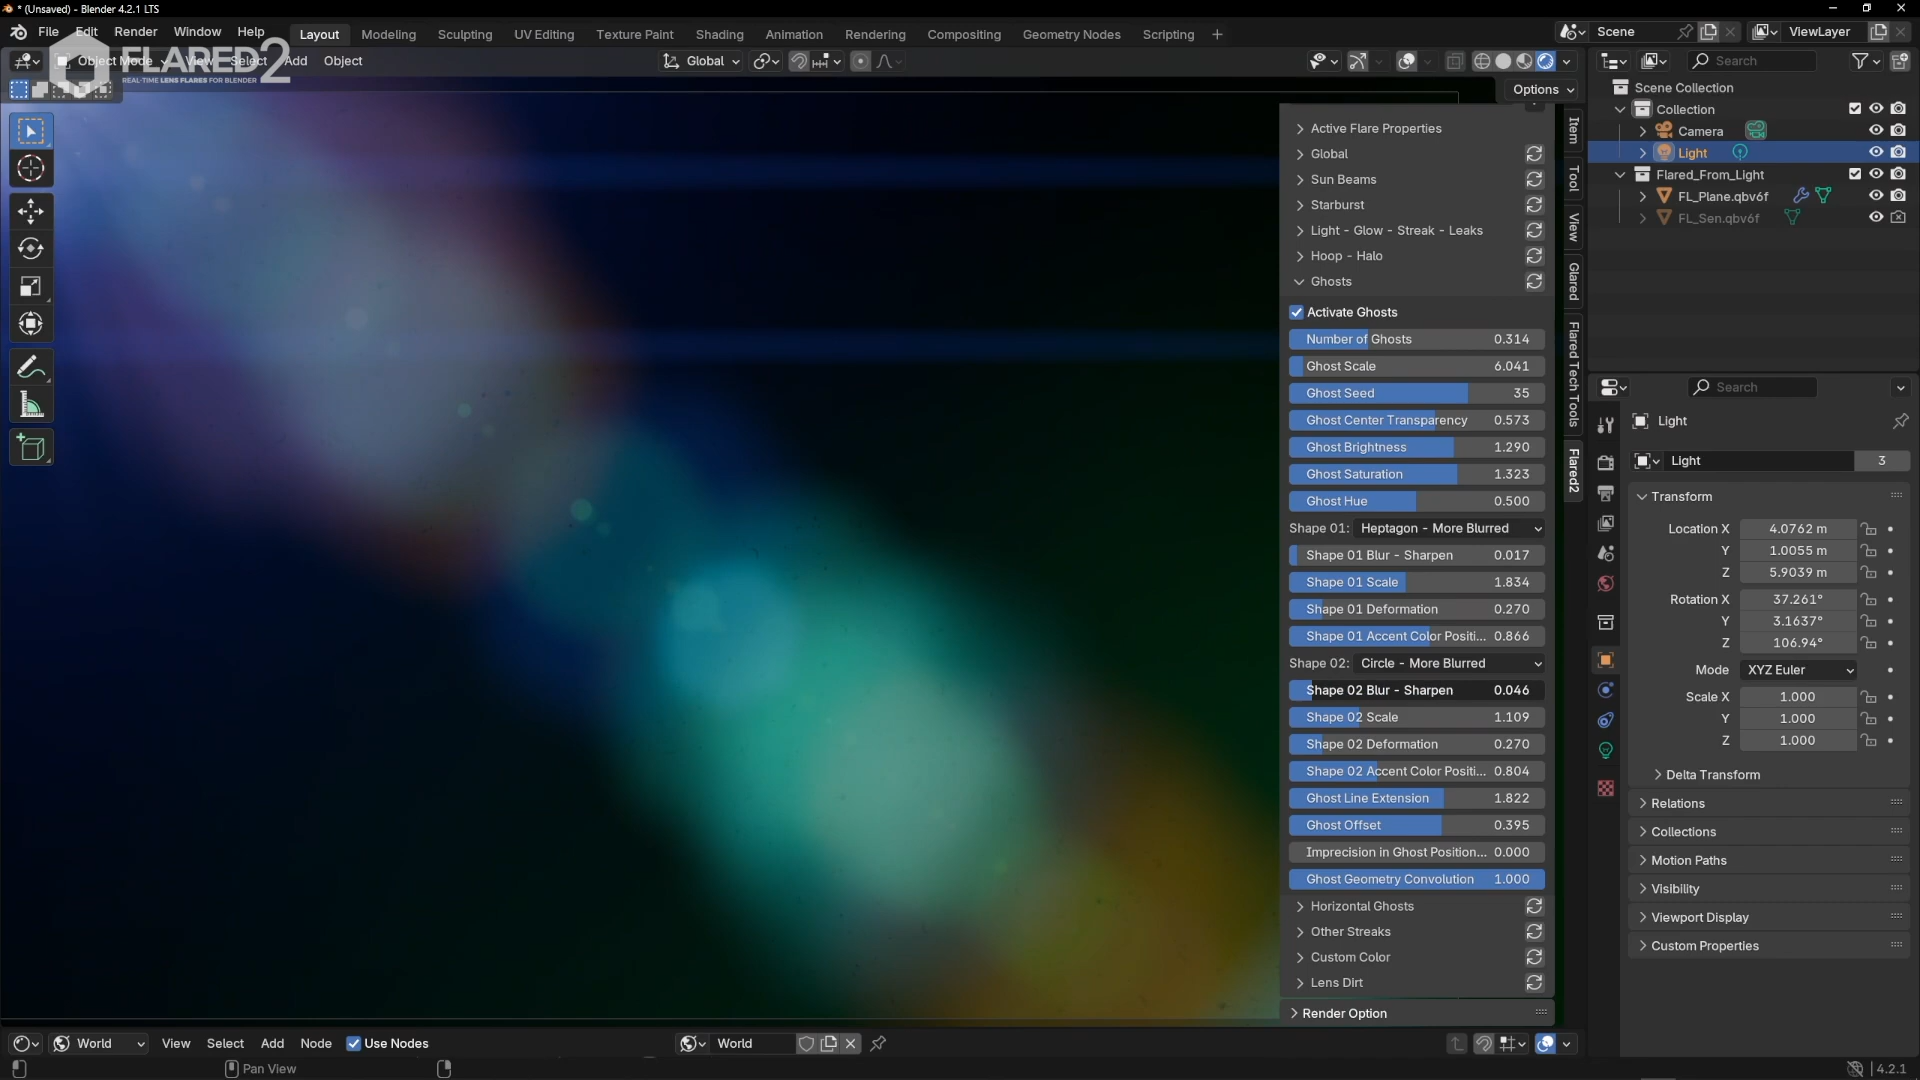 * (Unsaved) - Blender 4.2.1 LTS
File Edit Render Window Help
Layout Modeling Sculpting UV Editing Texture Paint Shading Animation Rendering Compositing Geometry Nodes Scripting +
Scene
ViewLayer
FLARED2
REAL-TIME LENS FLARES FOR BLENDER
Object Mode View Select Add Object
Global
Options
Active Flare Properties
Global
Sun Beams
Starburst
Light - Glow - Streak - Leaks
Hoop - Halo
Ghosts
Activate Ghosts
Number of Ghosts 0.314
Ghost Scale 6.041
Ghost Seed 35
Ghost Center Transparency 0.573
Ghost Brightness 1.290
Ghost Saturation 1.323
Ghost Hue 0.500
Shape 01: Heptagon - More Blurred
Shape 01 Blur - Sharpen 0.017
Shape 01 Scale 1.834
Shape 01 Deformation 0.270
Shape 01 Accent Color Positi... 0.866
Shape 02: Circle - More Blurred
Shape 02 Blur - Sharpen 0.046
Shape 02 Scale 1.109
Shape 02 Deformation 0.270
Shape 02 Accent Color Positi... 0.804
Ghost Line Extension 1.822
Ghost Offset 0.395
Imprecision in Ghost Position... 0.000
Ghost Geometry Convolution 1.000
Horizontal Ghosts
Other Streaks
Custom Color
Lens Dirt
Render Option
Item
Tool
View
Glared
Flared Tech Tools
Flared2
Search
Scene Collection
Collection
Camera
Light
Flared_From_Light
FL_Plane.qbv6f
FL_Sen.qbv6f
Search
Light
Light 3
Transform
Location X 4.0762 m
Y 1.0055 m
Z 5.9039 m
Rotation X 37.261°
Y 3.1637°
Z 106.94°
Mode XYZ Euler
Scale X 1.000
Y 1.000
Z 1.000
Delta Transform
Relations
Collections
Motion Paths
Visibility
Viewport Display
Custom Properties
World View Select Add Node Use Nodes
World
Pan View
4.2.1